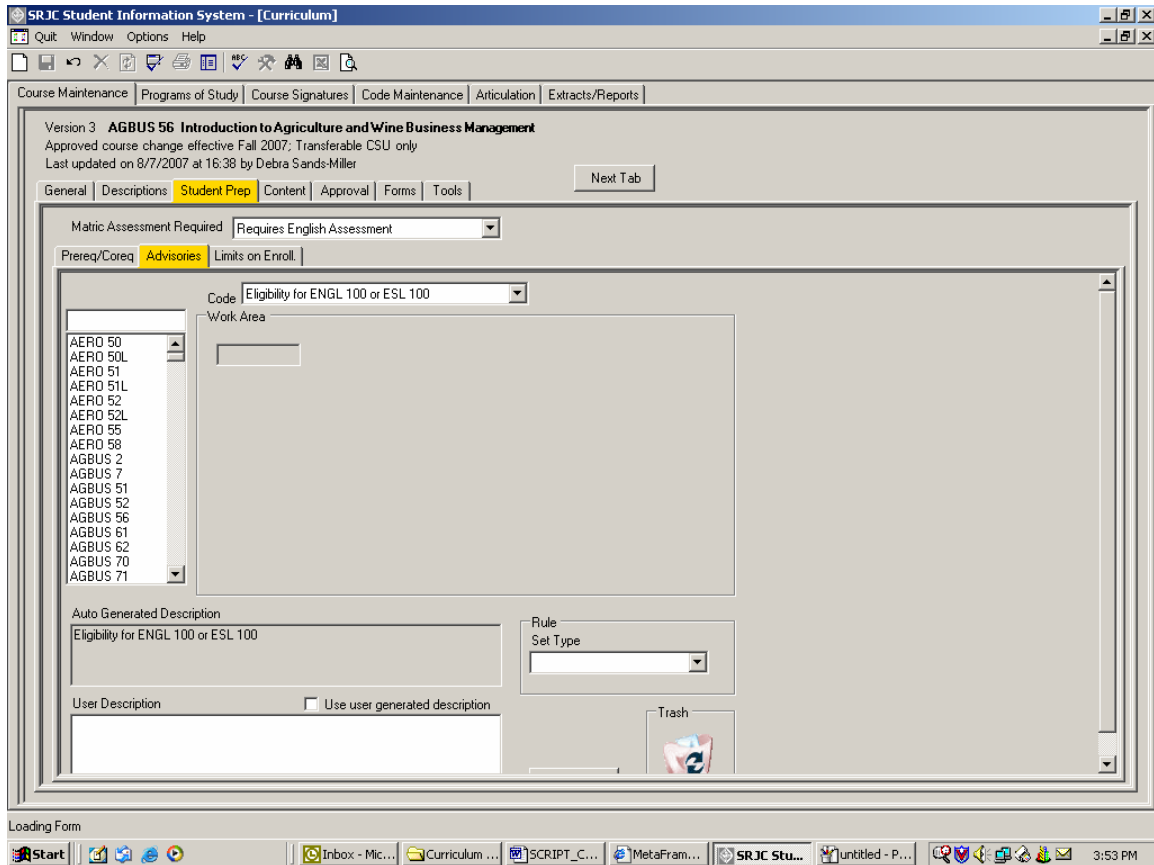 SRJC Student Information System - [Curriculum]
Quit Window Options Help
ABC
Course Maintenance Programs of Study Course Signatures Code Maintenance Articulation Extracts/Reports
Version 3 AGBUS 56 Introduction to Agriculture and Wine Business Management
Approved course change effective Fall 2007; Transferable CSU only
Last updated on 8/7/2007 at 16:38 by Debra Sands-Miller
Next Tab
General Descriptions Student Prep Content Approval Forms Tools
Matric Assessment Required Requires English Assessment
Prereq/Coreq Advisories Limits on Enroll.
Code Eligibility for ENGL 100 or ESL 100
Work Area
AERO 50
AERO 50L
AERO 51
AERO 51L
AERO 52
AERO 52L
AERO 55
AERO 58
AGBUS 2
AGBUS 7
AGBUS 51
AGBUS 52
AGBUS 56
AGBUS 61
AGBUS 62
AGBUS 70
AGBUS 71
Auto Generated Description
Eligibility for ENGL 100 or ESL 100
Rule
Set Type
User Description Use user generated description
Trash
Loading Form
Start Inbox - Mic... Curriculum ... SCRIPT_C... MetaFram... SRJC Stu... untitled - P... 3:53 PM